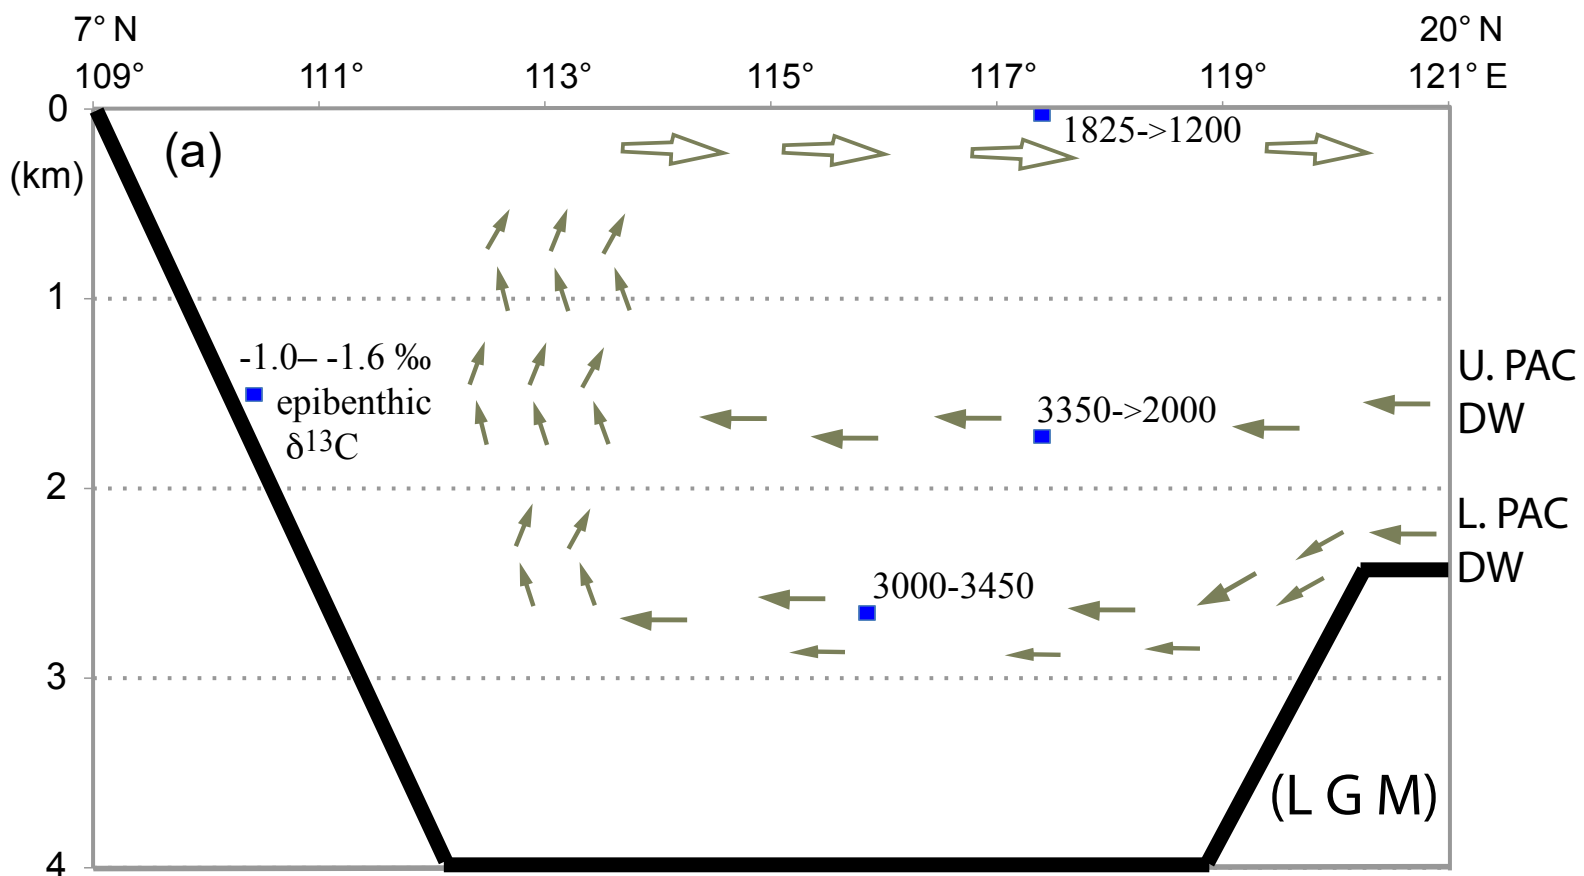 7° N 20° N
109° 111° 113° 115° 117° 119° 121° E
0
(km)
(a)
1825->1200
1
-1.0– -1.6 ‰
epibenthic
δ13C
U. PAC
DW
3350->2000
2
L. PAC
DW
3000-3450
3
(L G M)
4